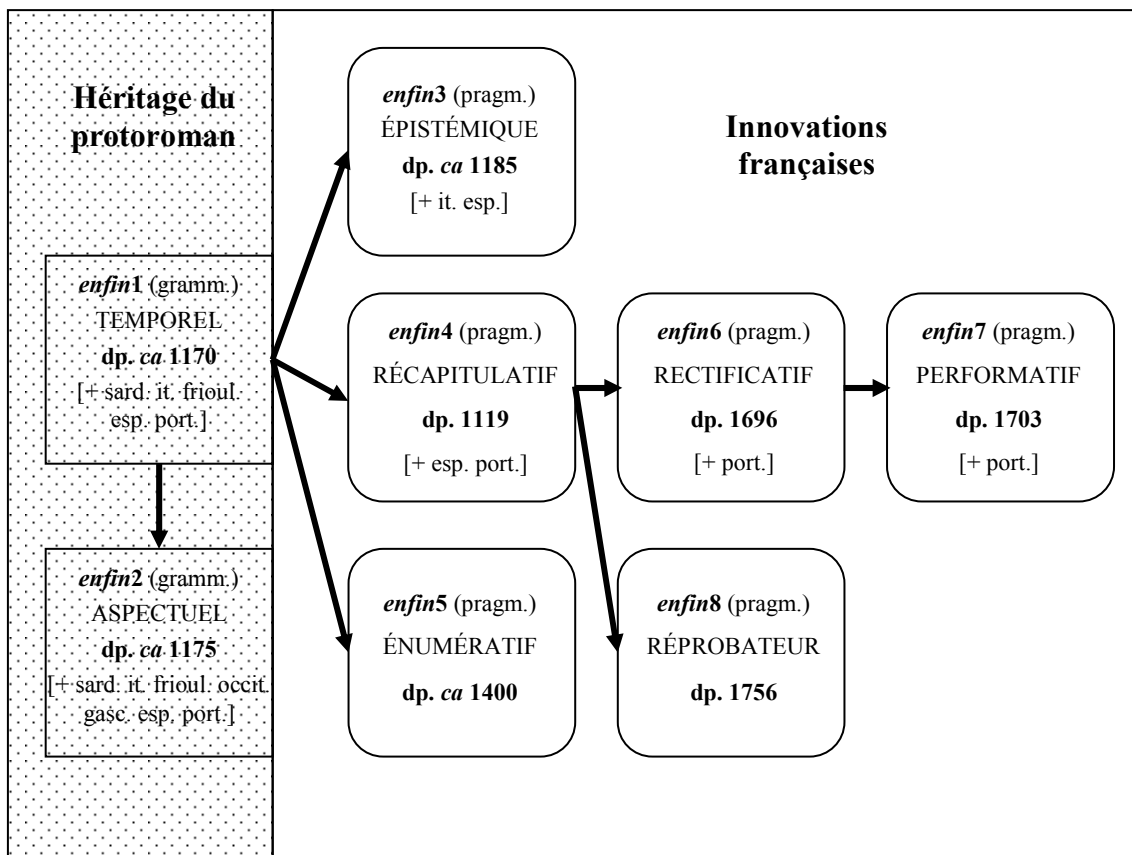 Héritage du
protoroman
enfin1 (gramm.)
TEMPOREL
dp. ca 1170
[+ sard. it. frioul.
esp. port.]
enfin2 (gramm.)
ASPECTUEL
dp. ca 1175
[+ sard. it. frioul. occit.
gasc. esp. port.]
Innovations
françaises
enfin3 (pragm.)
ÉPISTÉMIQUE
dp. ca 1185
[+ it. esp.]
enfin4 (pragm.)
RÉCAPITULATIF
dp. 1119
[+ esp. port.]
enfin6 (pragm.)
RECTIFICATIF
dp. 1696
[+ port.]
enfin7 (pragm.)
PERFORMATIF
dp. 1703
[+ port.]
enfin5 (pragm.)
ÉNUMÉRATIF
dp. ca 1400
enfin8 (pragm.)
RÉPROBATEUR
dp. 1756